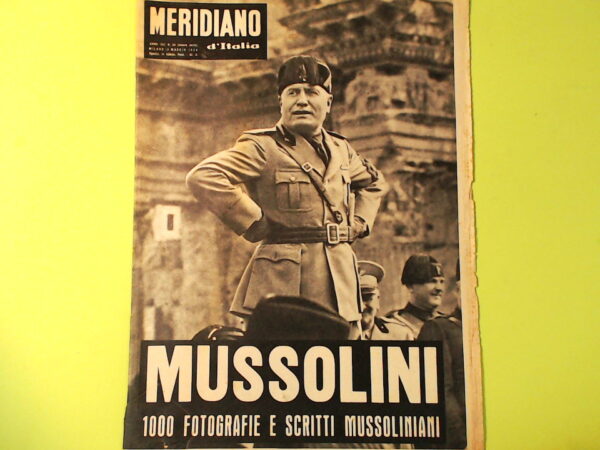 MERIDIANO
d'Italia
MUSSOLINI
1000 FOTOGRAFIE E SCRITTI MUSSOLINIANI